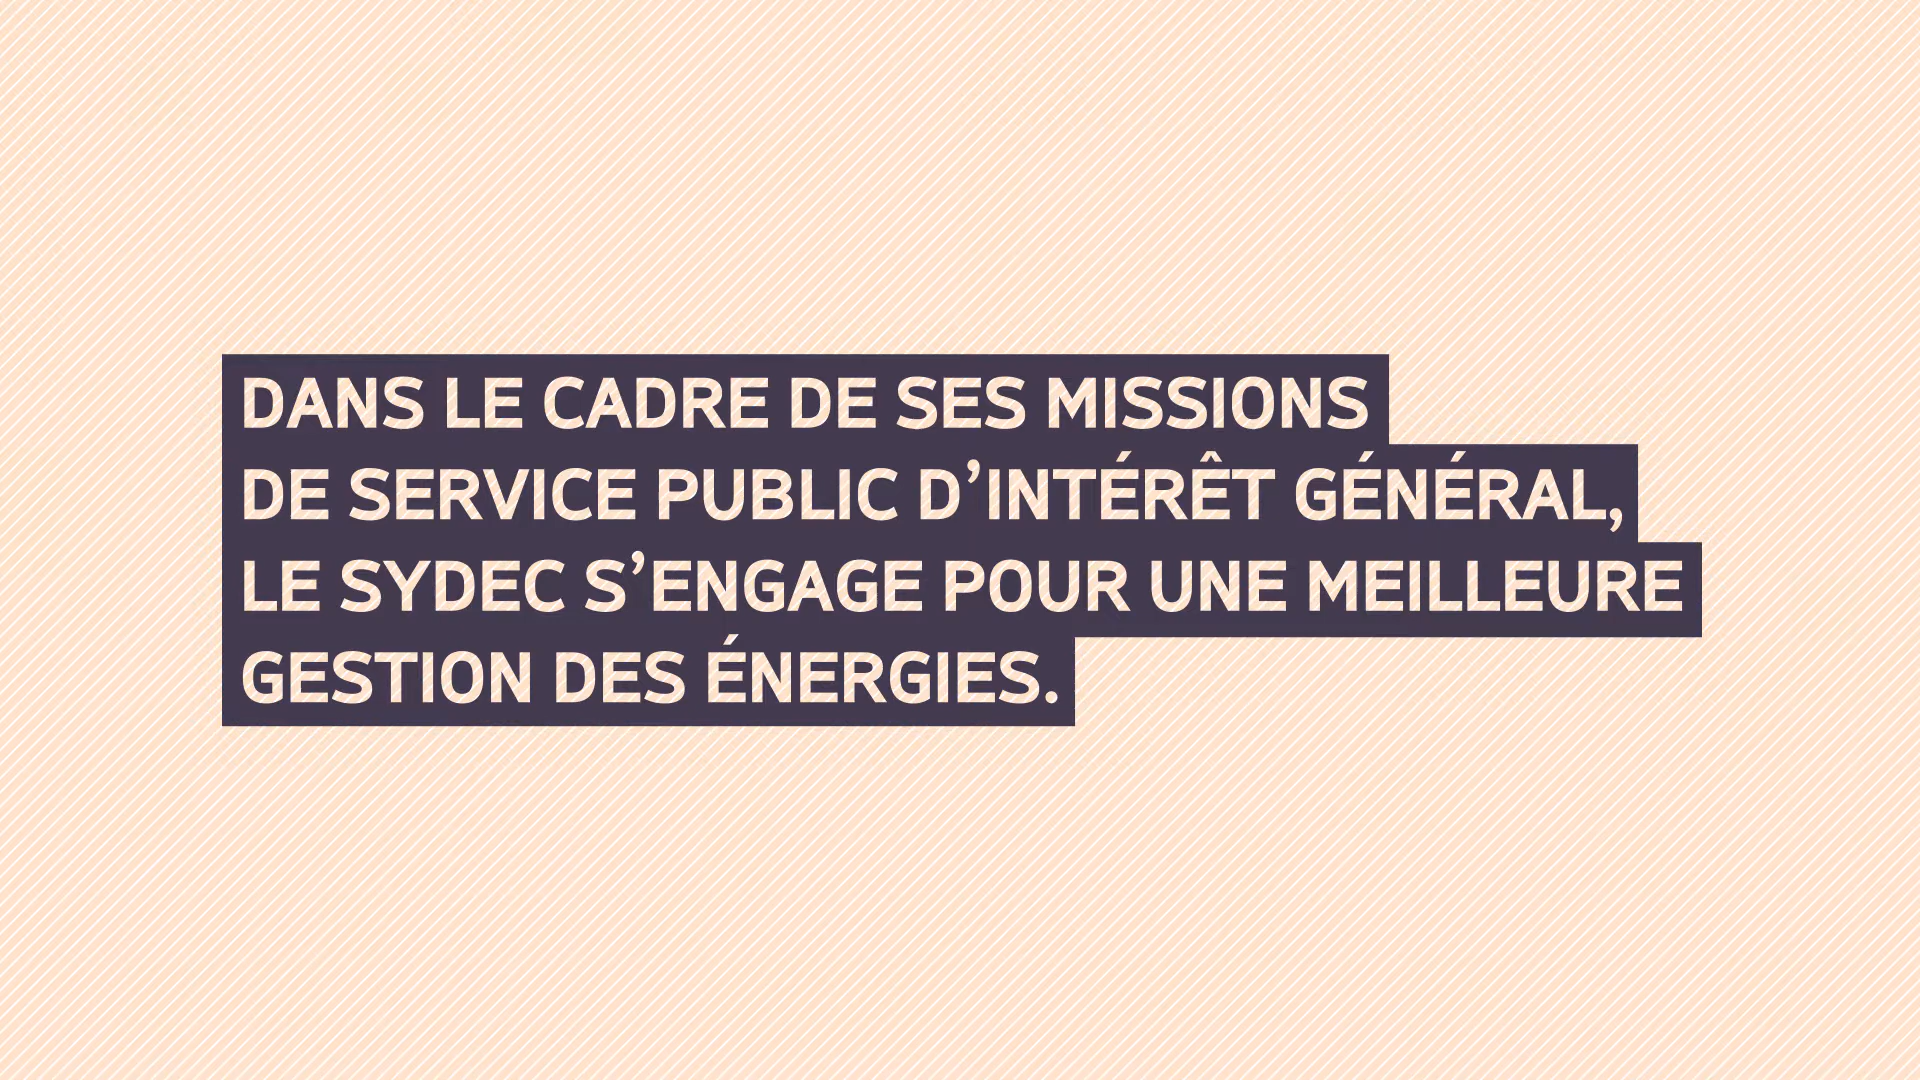 DANS LE CADRE DE SES MISSIONS
DE SERVICE PUBLIC D’INTÉRÊT GÉNÉRAL,
LE SYDEC S’ENGAGE POUR UNE MEILLEURE
GESTION DES ÉNERGIES.